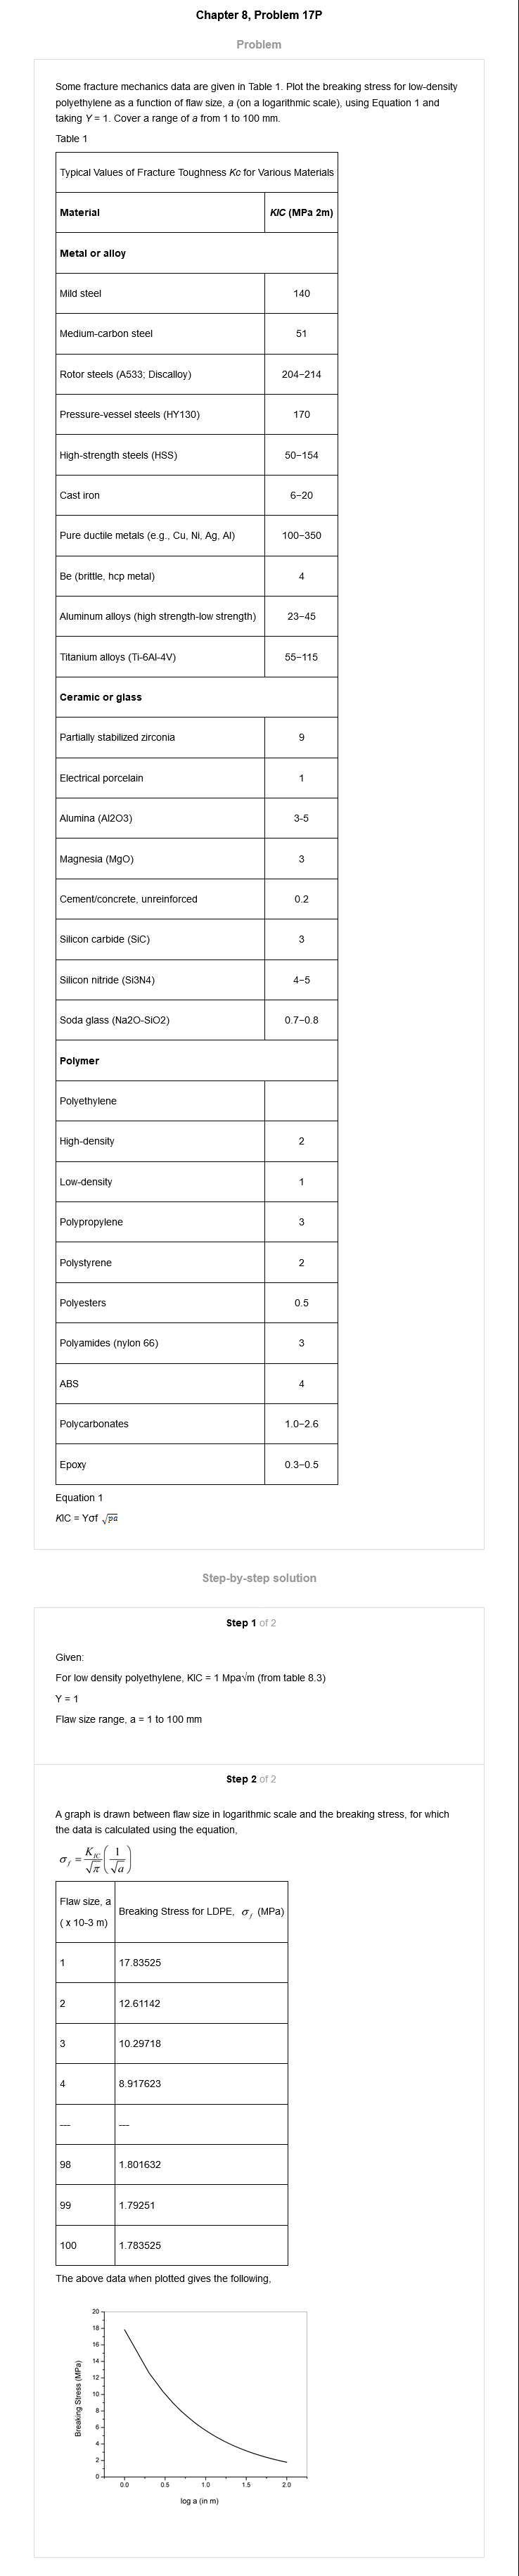 Chapter 8, Problem 17P
Problem
Some fracture mechanics data are given in Table 1. Plot the breaking stress for low-density
polyethylene as a function of flaw size, a (on a logarithmic scale), using Equation 1 and
taking Y = 1. Cover a range of a from 1 to 100 mm.
Table 1
Typical Values of Fracture Toughness Kc for Various Materials
Material KIC (MPa 2m)
Metal or alloy
Mild steel 140
Medium-carbon steel 51
Rotor steels (A533; Discalloy) 204–214
Pressure-vessel steels (HY130) 170
High-strength steels (HSS) 50–154
Cast iron 6–20
Pure ductile metals (e.g., Cu, Ni, Ag, Al) 100–350
Be (brittle, hcp metal) 4
Aluminum alloys (high strength-low strength) 23–45
Titanium alloys (Ti-6Al-4V) 55–115
Ceramic or glass
Partially stabilized zirconia 9
Electrical porcelain 1
Alumina (Al2O3) 3-5
Magnesia (MgO) 3
Cement/concrete, unreinforced 0.2
Silicon carbide (SiC) 3
Silicon nitride (Si3N4) 4–5
Soda glass (Na2O-SiO2) 0.7–0.8
Polymer
Polyethylene
High-density 2
Low-density 1
Polypropylene 3
Polystyrene 2
Polyesters 0.5
Polyamides (nylon 66) 3
ABS 4
Polycarbonates 1.0–2.6
Epoxy 0.3–0.5
Equation 1
KIC = Yσf √pa
Step-by-step solution
Step 1 of 2
Given:
For low density polyethylene, KIC = 1 Mpa√m (from table 8.3)
Y = 1
Flaw size range, a = 1 to 100 mm
Step 2 of 2
A graph is drawn between flaw size in logarithmic scale and the breaking stress, for which
the data is calculated using the equation,
σf = KIC/√π (1/√a)
Flaw size, a
( x 10-3 m) Breaking Stress for LDPE, σf (MPa)
1 17.83525
2 12.61142
3 10.29718
4 8.917623
--- ---
98 1.801632
99 1.79251
100 1.783525
The above data when plotted gives the following,
Breaking Stress (MPa)
20
18
16
14
12
10
8
6
4
2
0
0.0 0.5 1.0 1.5 2.0
log a (in m)